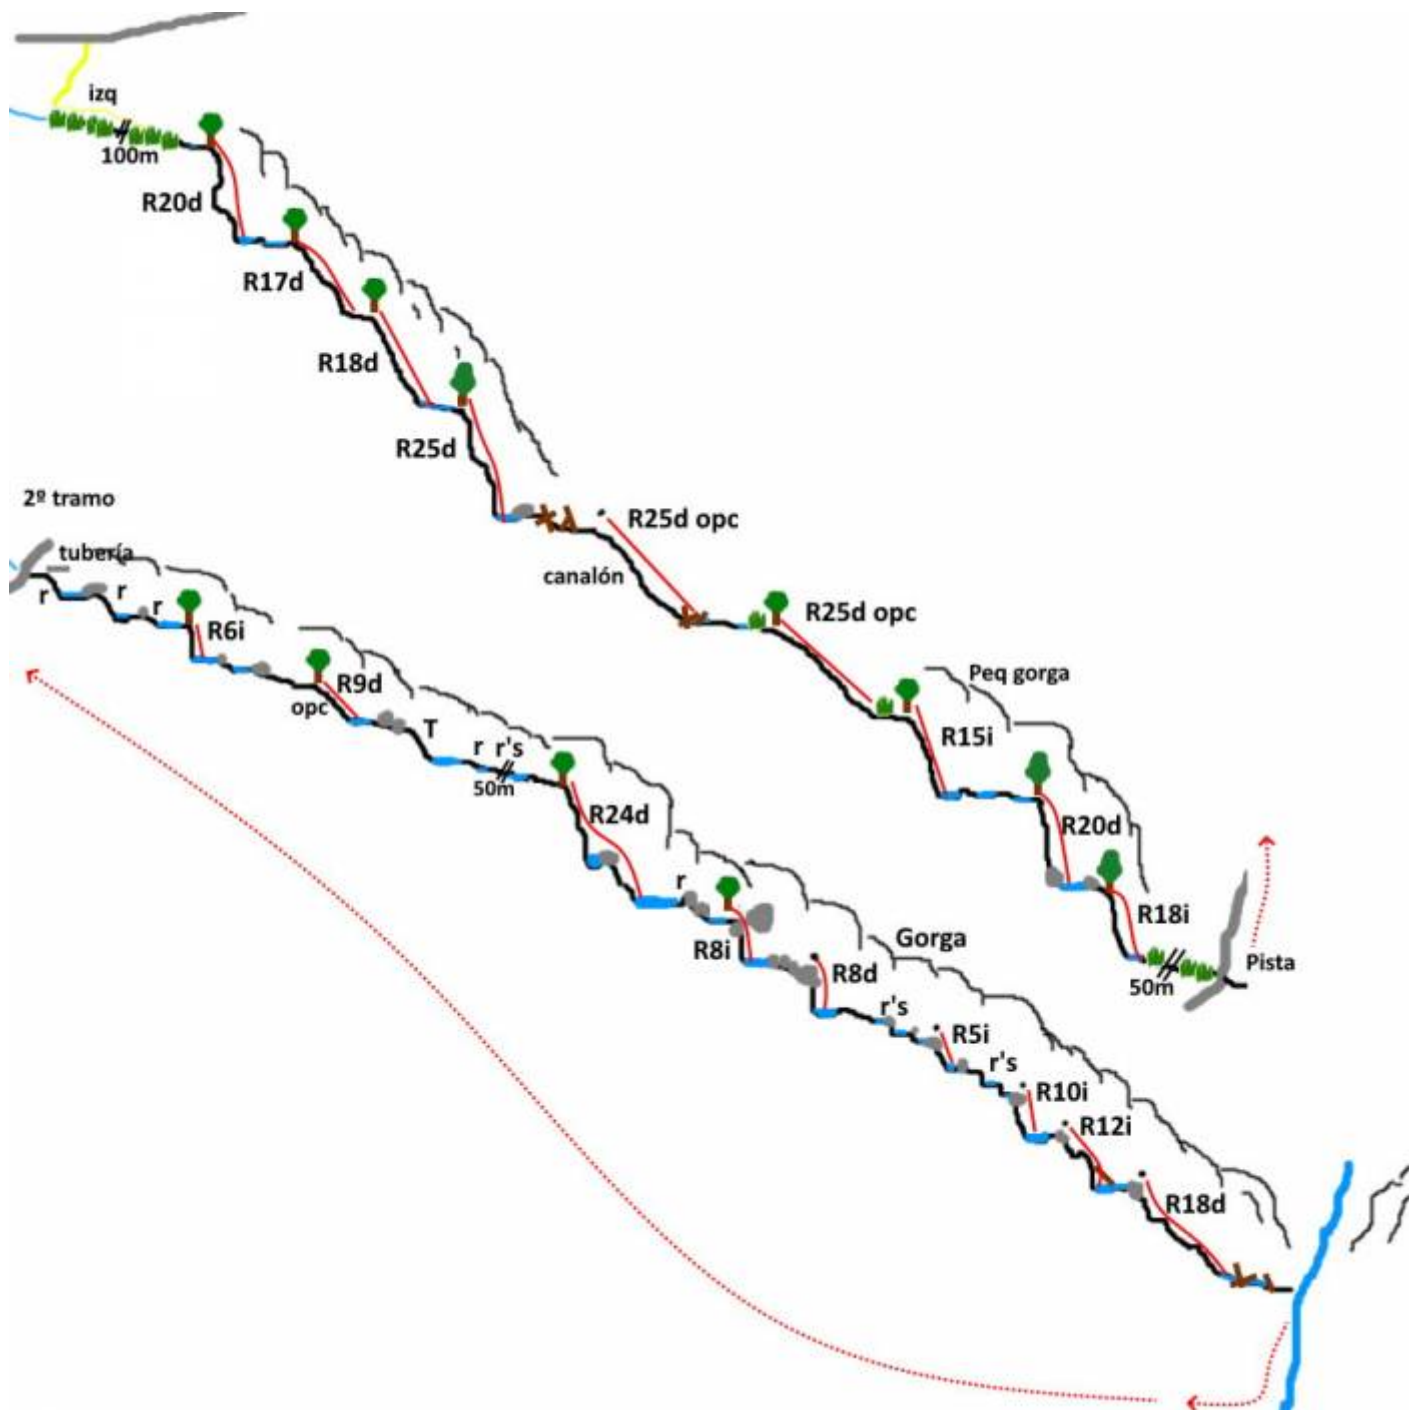 izq
100m
R20d
R17d
R18d
R25d
R25d opc
canalón
R25d opc
Peq gorga
R15i
R20d
R18i
50m
Pista
2º tramo
tubería
r
r
r
R6i
R9d
opc
T
r r's
50m
R24d
r
R8i
Gorga
R8d
r's
R5i
r's
R10i
R12i
R18d